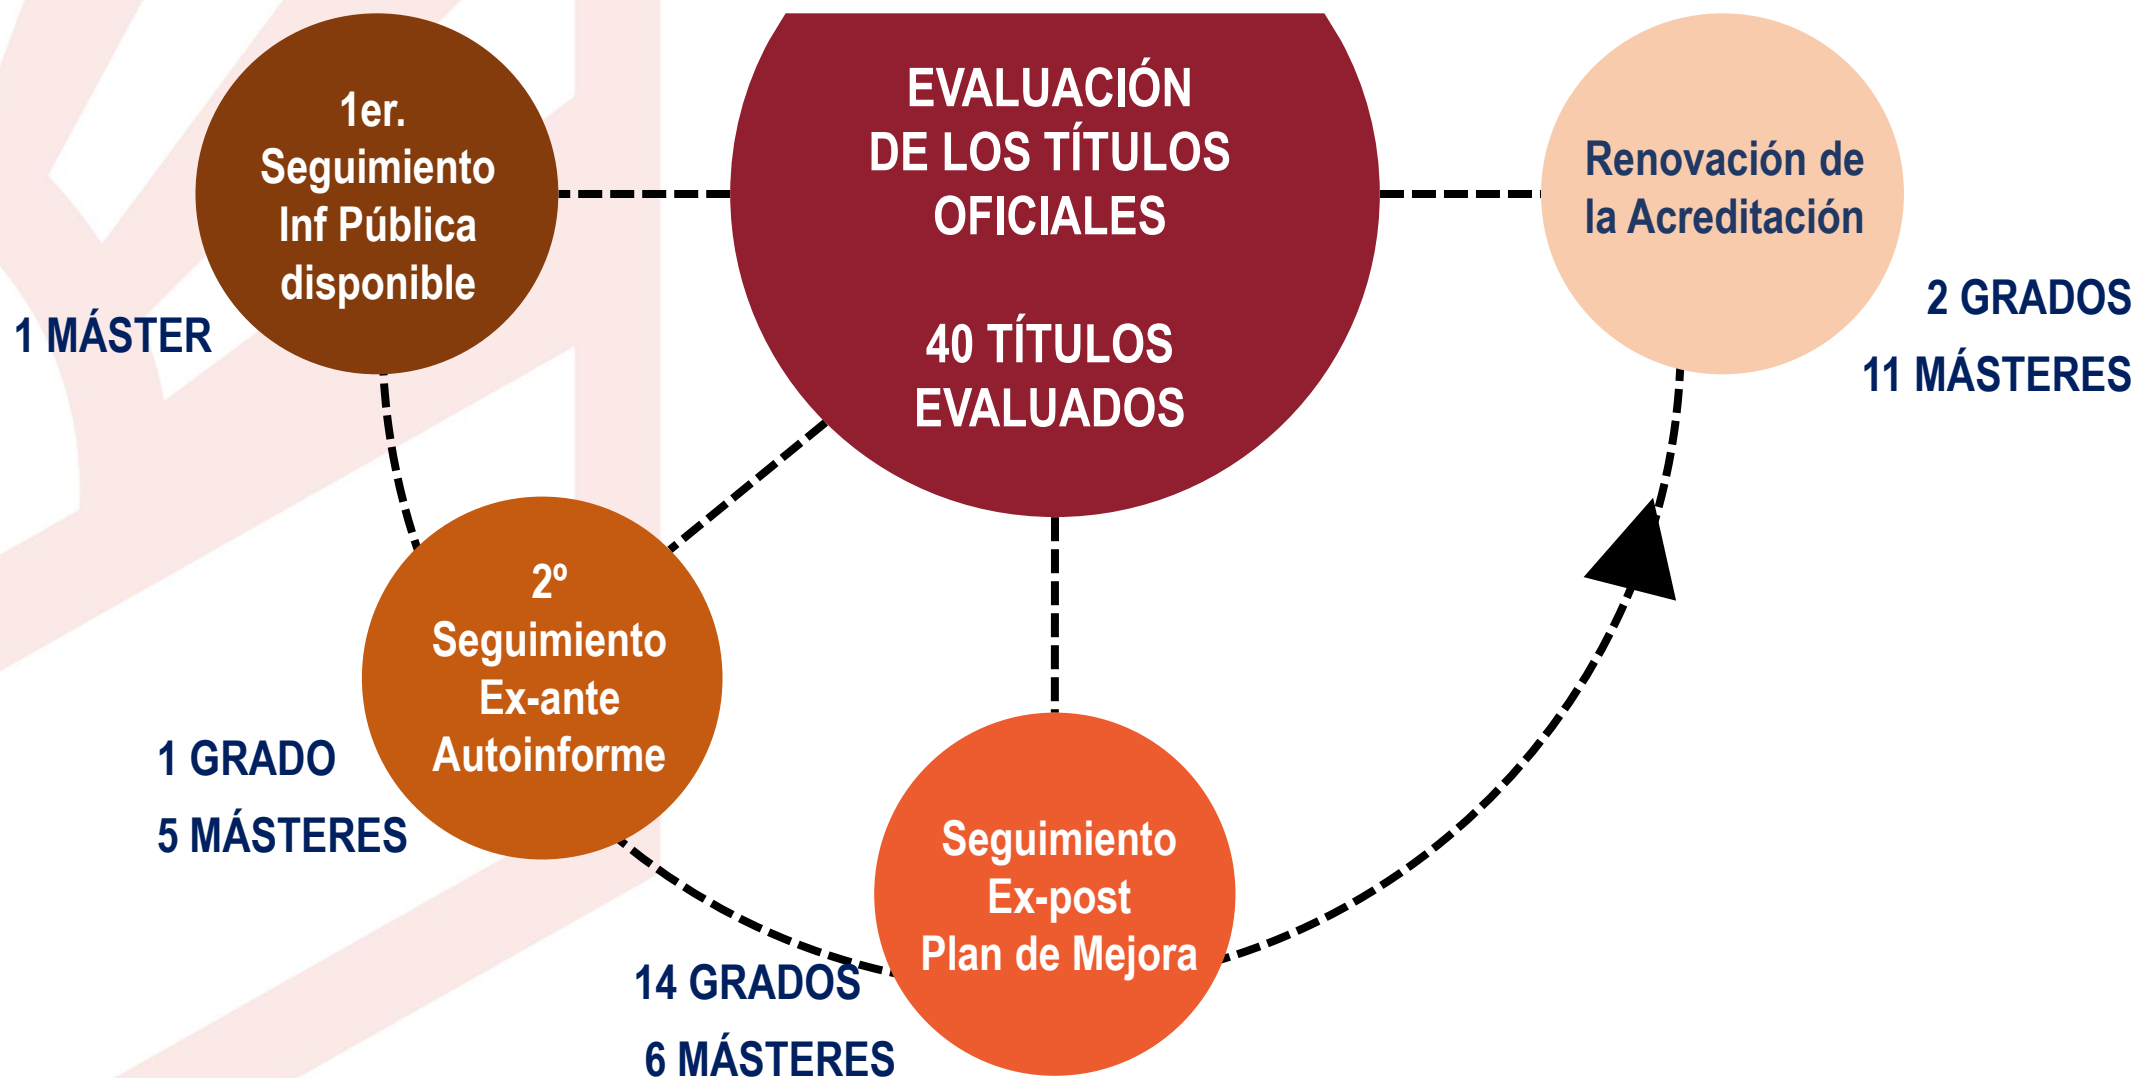 EVALUACIÓN
DE LOS TÍTULOS
OFICIALES
40 TÍTULOS
EVALUADOS
1er.
Seguimiento
Inf Pública
disponible
1 MÁSTER
2º
Seguimiento
Ex-ante
Autoinforme
1 GRADO
5 MÁSTERES
Seguimiento
Ex-post
Plan de Mejora
14 GRADOS
6 MÁSTERES
Renovación de
la Acreditación
2 GRADOS
11 MÁSTERES